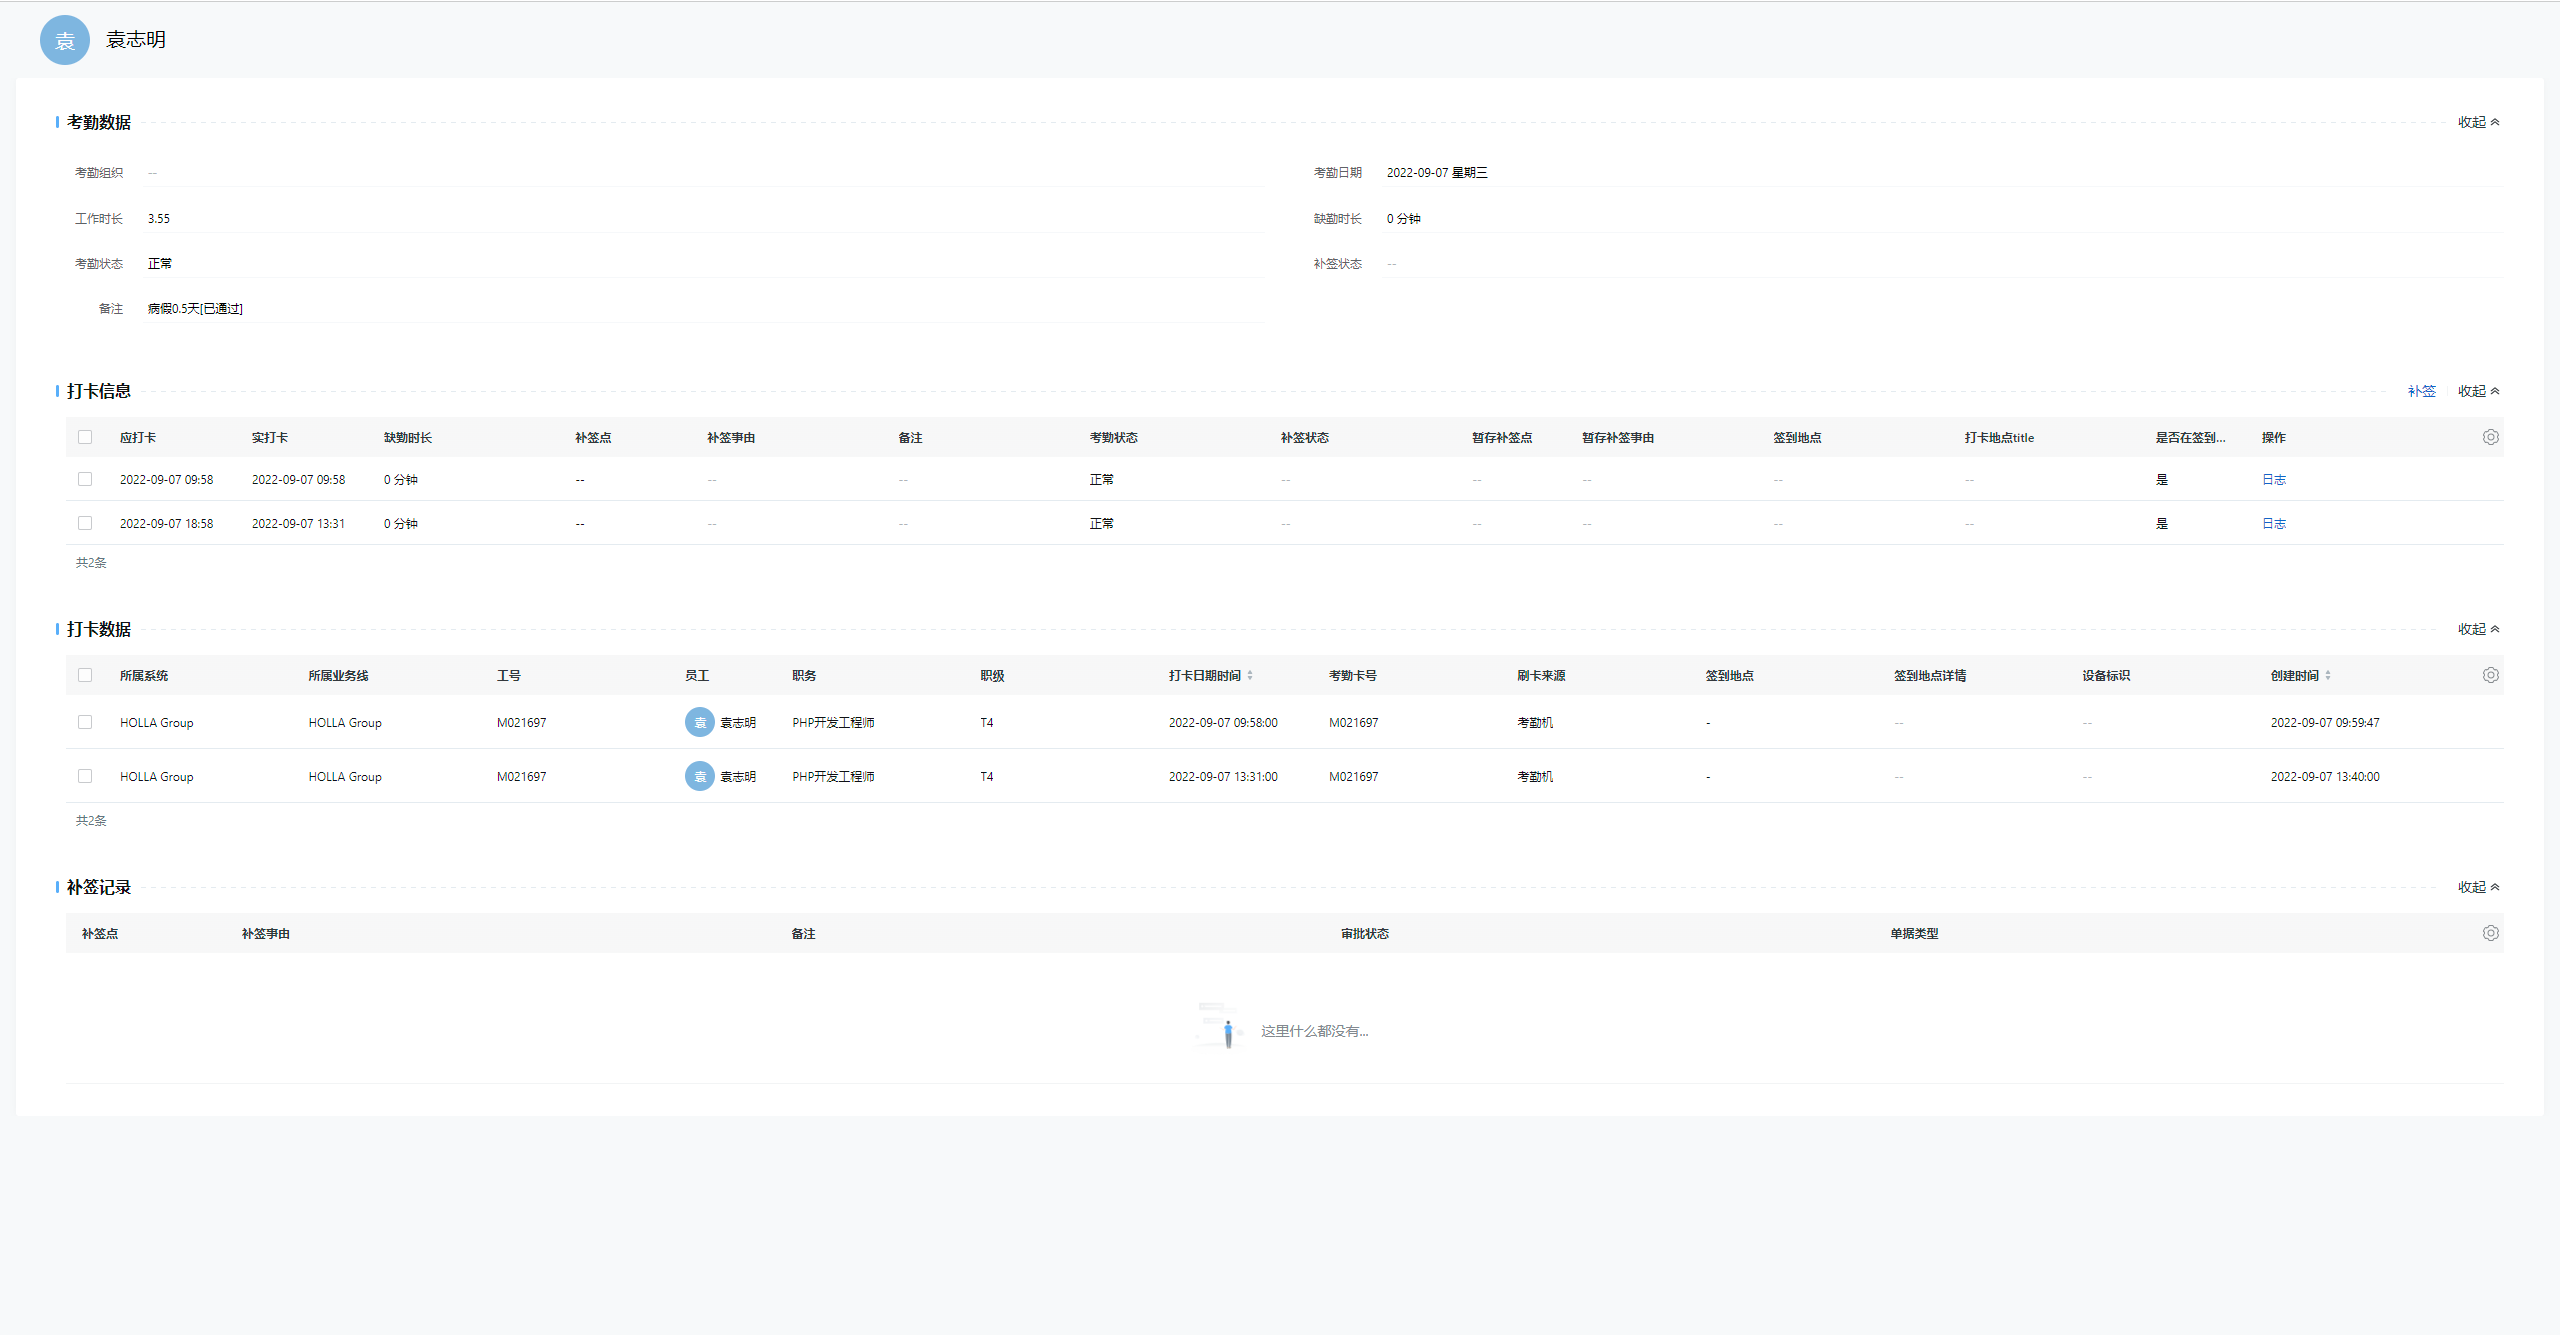 袁 袁志明
考勤数据 收起
考勤组织 -- 考勤日期 2022-09-07 星期三
工作时长 3.55 缺勤时长 0 分钟
考勤状态 正常 补签状态 --
备注 病假0.5天[已通过]
打卡信息 补签 收起
应打卡 实打卡 缺勤时长 补签点 补签事由 备注 考勤状态 补签状态 暂存补签点 暂存补签事由 签到地点 打卡地点title 是否在签到... 操作
2022-09-07 09:58 2022-09-07 09:58 0 分钟 -- -- -- 正常 -- -- -- -- -- 是 日志
2022-09-07 18:58 2022-09-07 13:31 0 分钟 -- -- -- 正常 -- -- -- -- -- 是 日志
共2条
打卡数据 收起
所属系统 所属业务线 工号 员工 职务 职级 打卡日期时间 考勤卡号 刷卡来源 签到地点 签到地点详情 设备标识 创建时间
HOLLA Group HOLLA Group M021697 袁 袁志明 PHP开发工程师 T4 2022-09-07 09:58:00 M021697 考勤机 - -- -- 2022-09-07 09:59:47
HOLLA Group HOLLA Group M021697 袁 袁志明 PHP开发工程师 T4 2022-09-07 13:31:00 M021697 考勤机 - -- -- 2022-09-07 13:40:00
共2条
补签记录 收起
补签点 补签事由 备注 审批状态 单据类型
这里什么都没有...